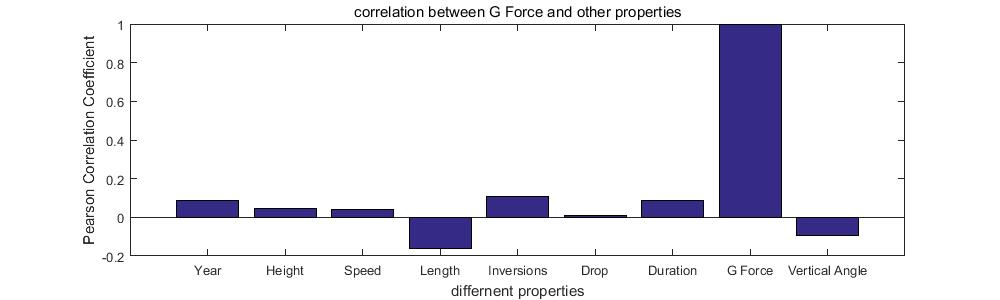 correlation between G Force and other properties
Pearson Correlation Coefficient
1
0.8
0.6
0.4
0.2
0
-0.2
Year Height Speed Length Inversions Drop Duration G Force Vertical Angle
differnent properties